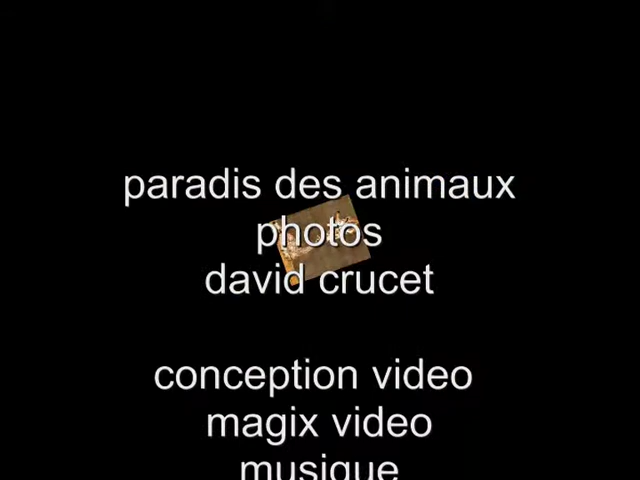 paradis des animaux
photos
david crucet
conception video
magix video
musique